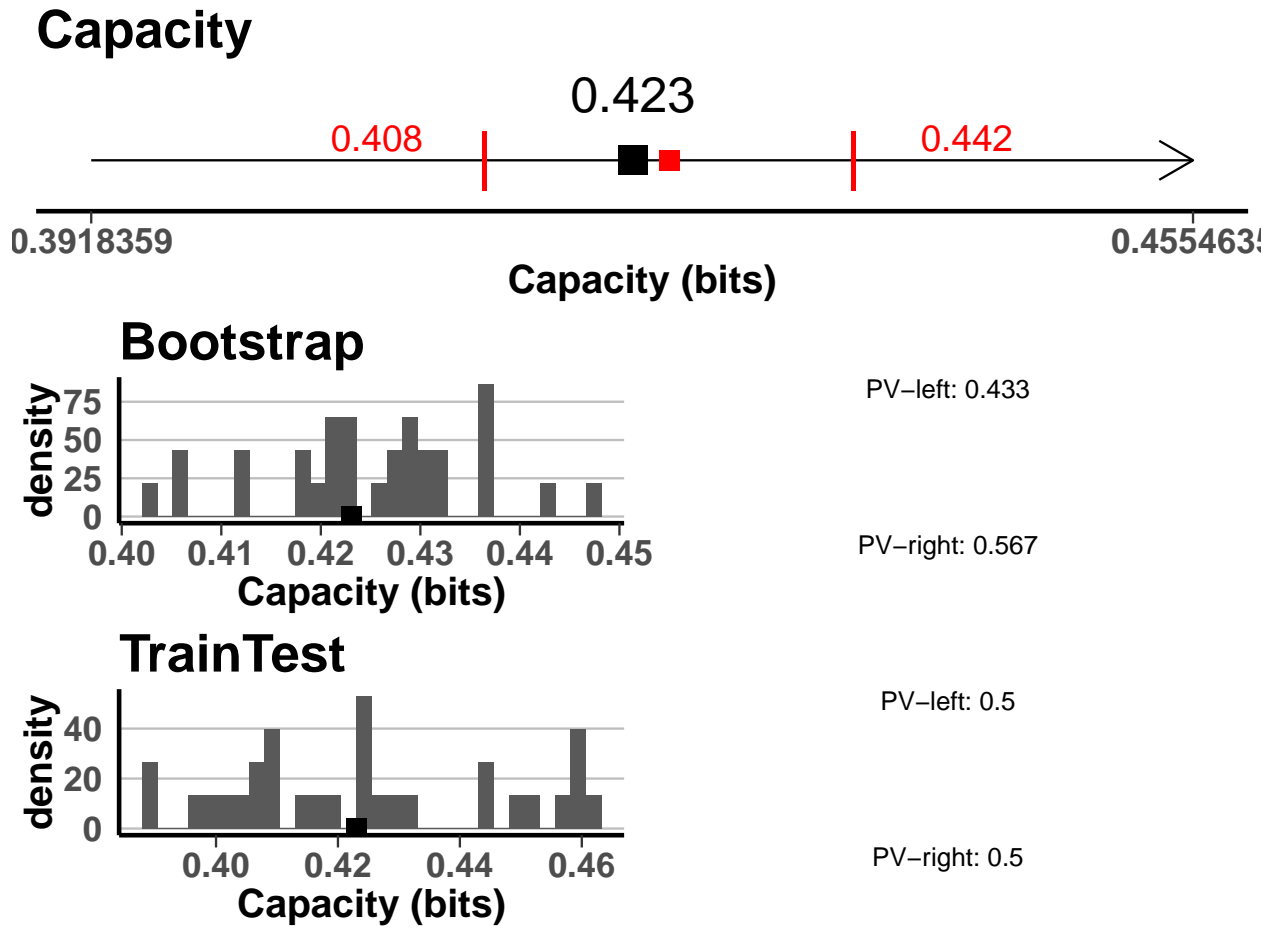 Capacity
0.423
0.408
0.442
0.3918359
0.4554635
Capacity (bits)
Bootstrap
density
75
50
25
0
0.40 0.41 0.42 0.43 0.44 0.45
Capacity (bits)
PV−left: 0.433
PV−right: 0.567
TrainTest
density
40
20
0
0.40 0.42 0.44 0.46
Capacity (bits)
PV−left: 0.5
PV−right: 0.5